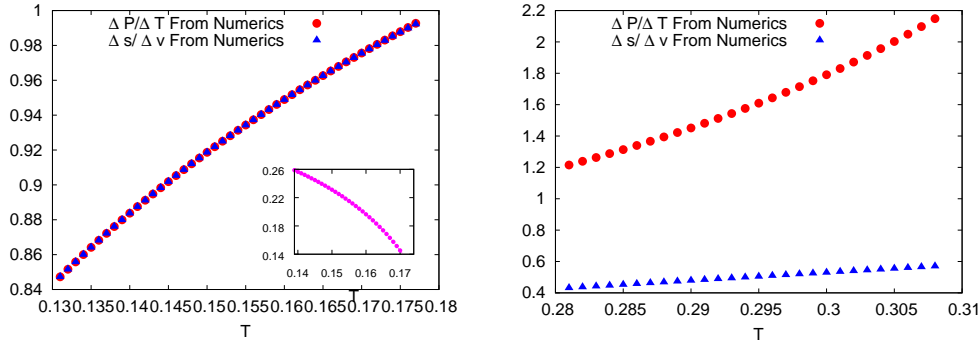 1
0.98
0.96
0.94
0.92
0.9
0.88
0.86
0.84
Δ P/Δ T From Numerics
Δ s/ Δ v From Numerics
0.26
0.22
0.18
0.14
0.14 0.15 0.16 0.17
T
0.13 0.135 0.14 0.145 0.15 0.155 0.16 0.165 0.17 0.175 0.18
T
2.2
2
1.8
1.6
1.4
1.2
1
0.8
0.6
0.4
Δ P/Δ T From Numerics
Δ s/ Δ v From Numerics
0.28 0.285 0.29 0.295 0.3 0.305 0.31
T